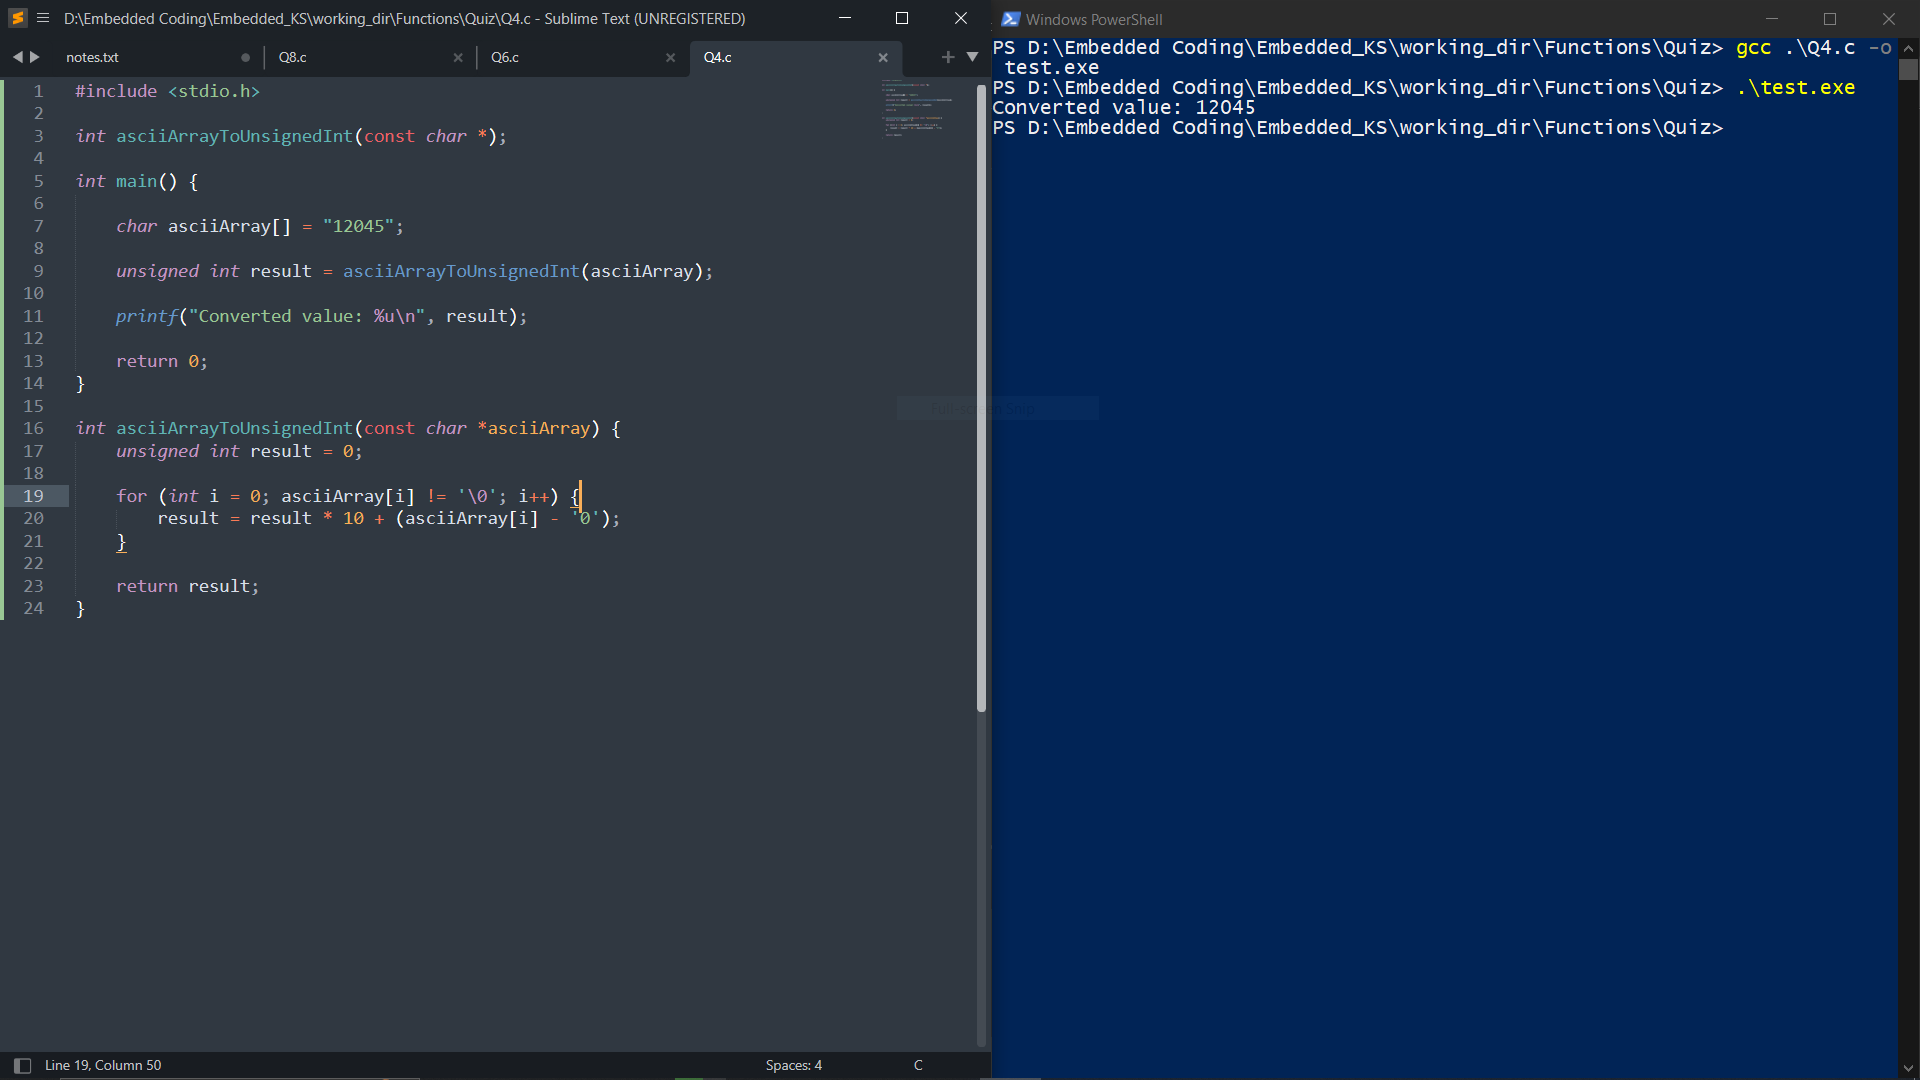 D:\Embedded Coding\Embedded_KS\working_dir\Functions\Quiz\Q4.c - Sublime Text (UNREGISTERED)
notes.txt
Q8.c
Q6.c
Q4.c
1 #include <stdio.h>
2
3 int asciiArrayToUnsignedInt(const char *);
4
5 int main() {
6
7     char asciiArray[] = "12045";
8
9     unsigned int result = asciiArrayToUnsignedInt(asciiArray);
10
11     printf("Converted value: %u\n", result);
12
13     return 0;
14 }
15
16 int asciiArrayToUnsignedInt(const char *asciiArray) {
17     unsigned int result = 0;
18
19     for (int i = 0; asciiArray[i] != '\0'; i++) {
20         result = result * 10 + (asciiArray[i] - '0');
21     }
22
23     return result;
24 }
Line 19, Column 50
Spaces: 4
C
Windows PowerShell
PS D:\Embedded Coding\Embedded_KS\working_dir\Functions\Quiz> gcc .\Q4.c -o
test.exe
PS D:\Embedded Coding\Embedded_KS\working_dir\Functions\Quiz> .\test.exe
Converted value: 12045
PS D:\Embedded Coding\Embedded_KS\working_dir\Functions\Quiz>